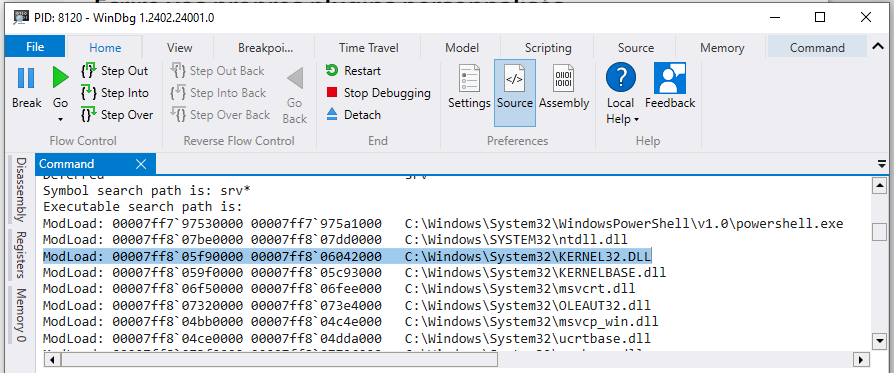 PID: 8120 - WinDbg 1.2402.24001.0
File Home View Breakpoi... Time Travel Model Scripting Source Memory Command
Break
Go
Step Out
Step Into
Step Over
Flow Control
Step Out Back
Step Into Back
Step Over Back
Go Back
Reverse Flow Control
Restart
Stop Debugging
Detach
End
Settings
Source
Assembly
Preferences
Local Help
Feedback
Help
Disassembly
Registers
Memory 0
Command
Symbol search path is: srv*
Executable search path is:
ModLoad: 00007ff7`97530000 00007ff7`975a1000 C:\Windows\System32\WindowsPowerShell\v1.0\powershell.exe
ModLoad: 00007ff8`07be0000 00007ff8`07dd0000 C:\Windows\SYSTEM32\ntdll.dll
ModLoad: 00007ff8`05f90000 00007ff8`06042000 C:\Windows\System32\KERNEL32.DLL
ModLoad: 00007ff8`059f0000 00007ff8`05c93000 C:\Windows\System32\KERNELBASE.dll
ModLoad: 00007ff8`06f50000 00007ff8`06fee000 C:\Windows\System32\msvcrt.dll
ModLoad: 00007ff8`07320000 00007ff8`073e4000 C:\Windows\System32\OLEAUT32.dll
ModLoad: 00007ff8`04bb0000 00007ff8`04c4e000 C:\Windows\System32\msvcp_win.dll
ModLoad: 00007ff8`04ce0000 00007ff8`04dda000 C:\Windows\System32\ucrtbase.dll